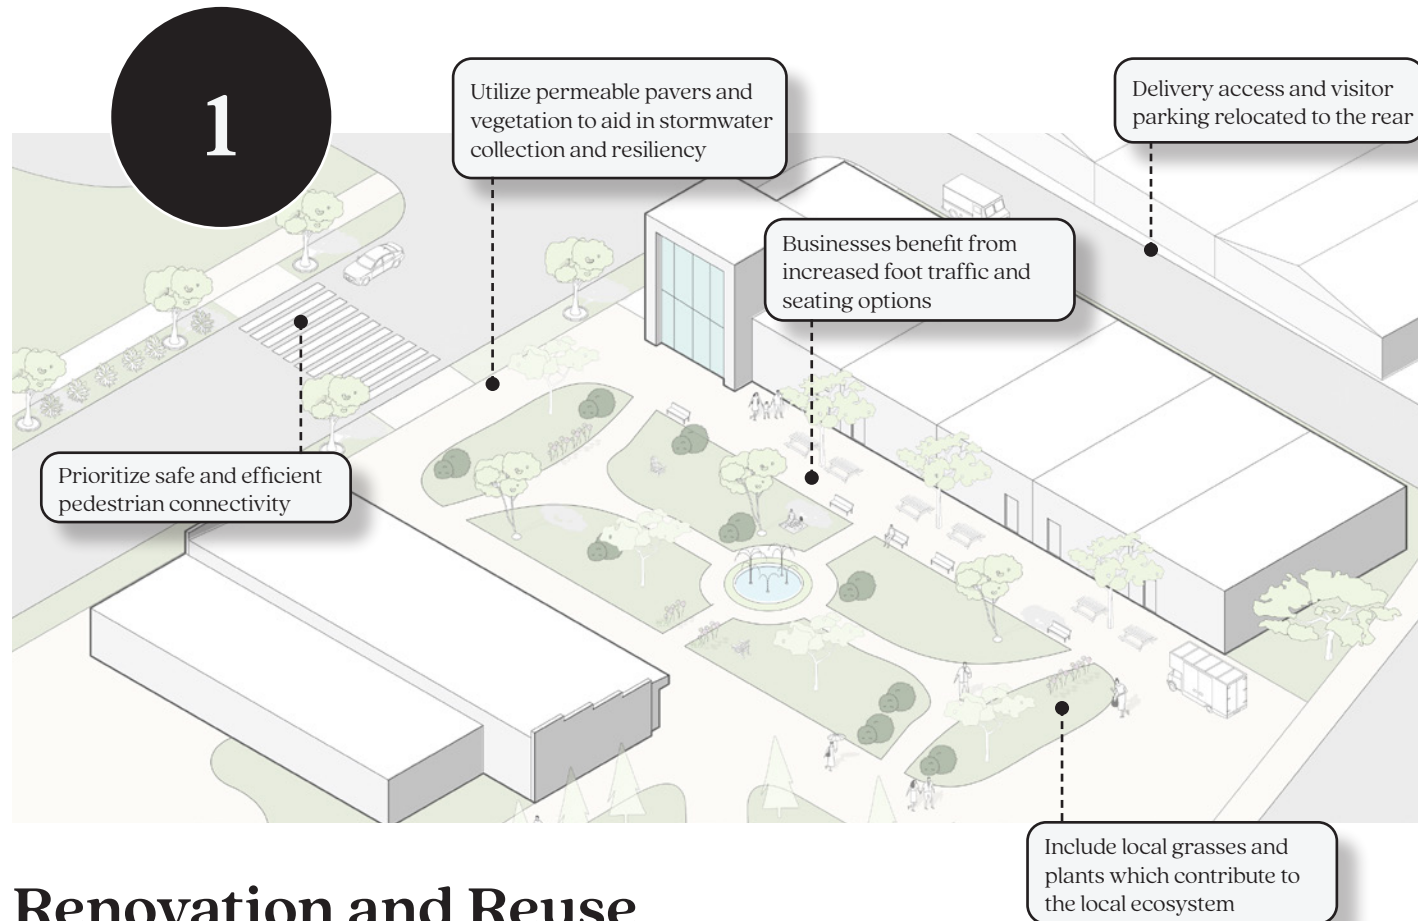 1
Utilize permeable pavers and
vegetation to aid in stormwater
collection and resiliency
Delivery access and visitor
parking relocated to the rear
Businesses benefit from
increased foot traffic and
seating options
Prioritize safe and efficient
pedestrian connectivity
Include local grasses and
plants which contribute to
the local ecosystem
Renovation and Reuse